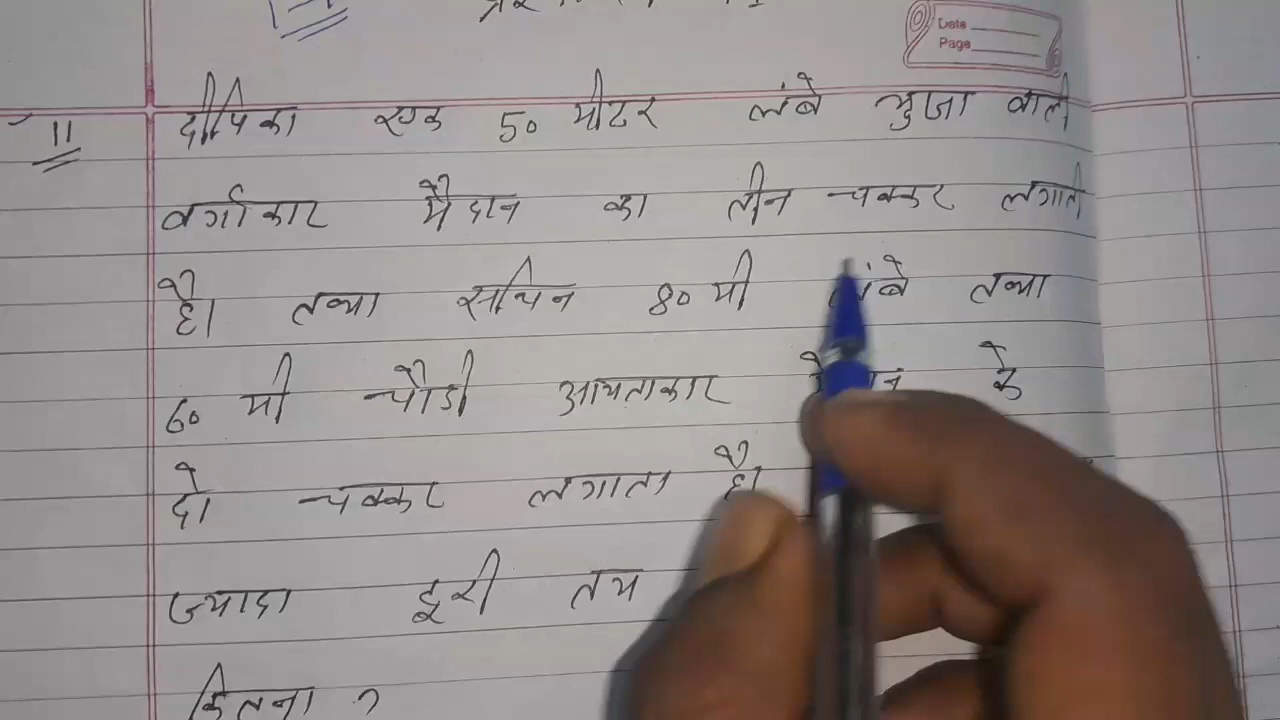 Date
Page
11 दीपिका एक 50 मीटर लंबे भुजा वाली
वर्गाकार मैदान का तीन चक्कर लगाती
है। तथा सचिन 80 मी लंबे तथा
60 मी चौडी आयताकार के
दो चक्कर लगाता है।
ज्यादा दूरी तय
कितना ?